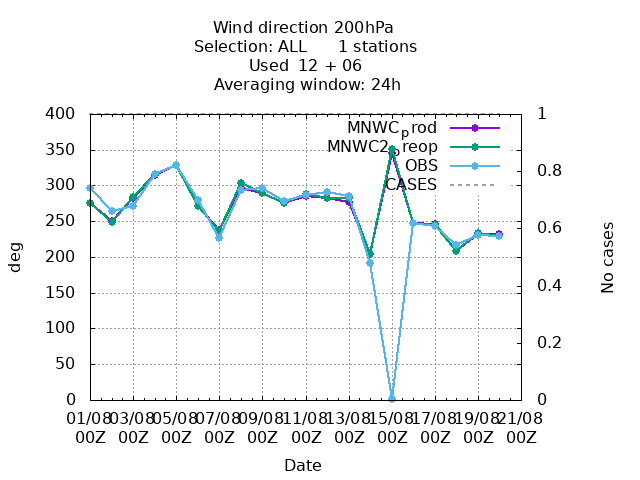 Wind direction 200hPa
Selection: ALL      1 stations
Used  12 + 06
Averaging window: 24h
400
350
300
250
200
150
100
50
0
1
0.8
0.6
0.4
0.2
0
MNWC_prod
MNWC2_preop
OBS
CASES
deg
No cases
01/08 03/08 05/08 07/08 09/08 11/08 13/08 15/08 17/08 19/08 21/08
00Z 00Z 00Z 00Z 00Z 00Z 00Z 00Z 00Z 00Z 00Z
Date